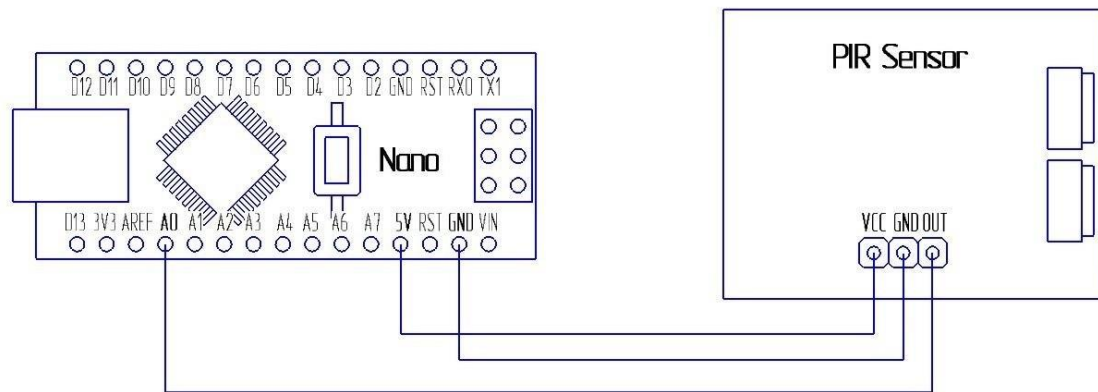 PIR Sensor
D12 D11 D10 D9 D8 D7 D6 D5 D4 D3 D2 GND RST RX0 TX1
Nano
D13 3V3 AREF A0 A1 A2 A3 A4 A5 A6 A7 5V RST GND VIN
VCC GND OUT